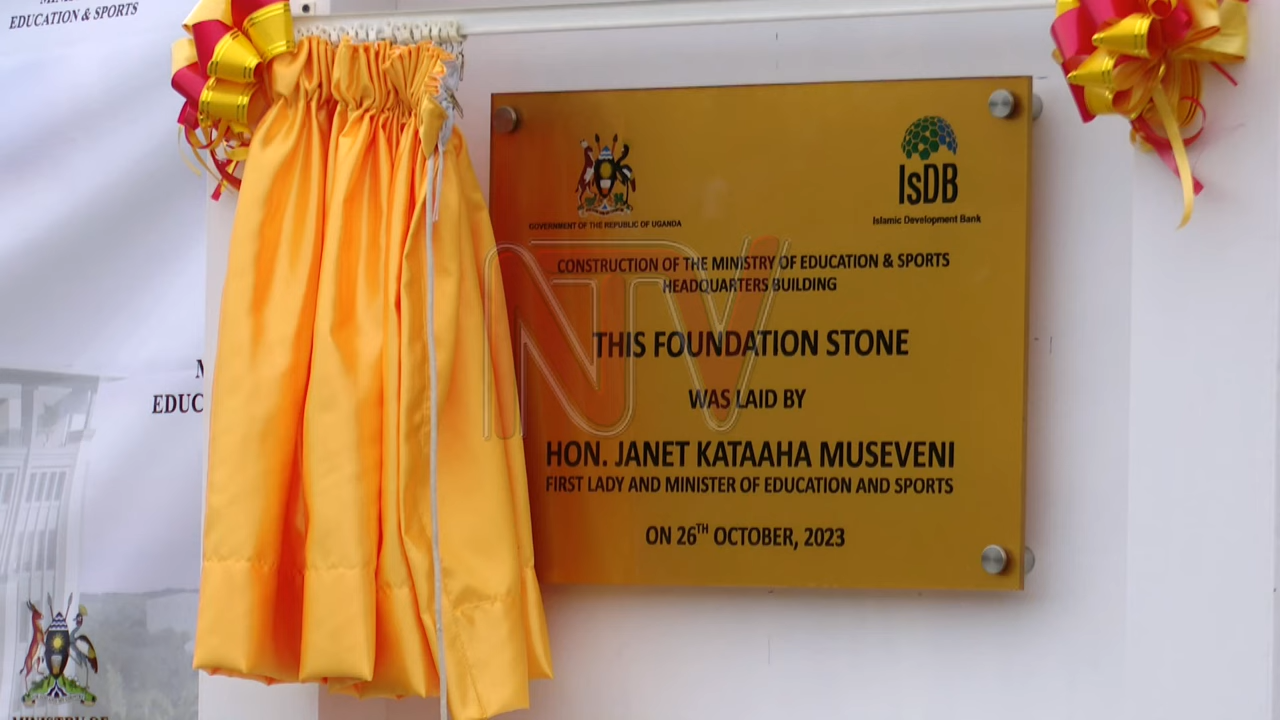 EDUCATION & SPORTS
GOVERNMENT OF THE REPUBLIC OF UGANDA
IsDB
Islamic Development Bank
CONSTRUCTION OF THE MINISTRY OF EDUCATION & SPORTS
HEADQUARTERS BUILDING
THIS FOUNDATION STONE
WAS LAID BY
HON. JANET KATAAHA MUSEVENI
FIRST LADY AND MINISTER OF EDUCATION AND SPORTS
ON 26TH OCTOBER, 2023
NTV
EDUC
MINISTRY OF